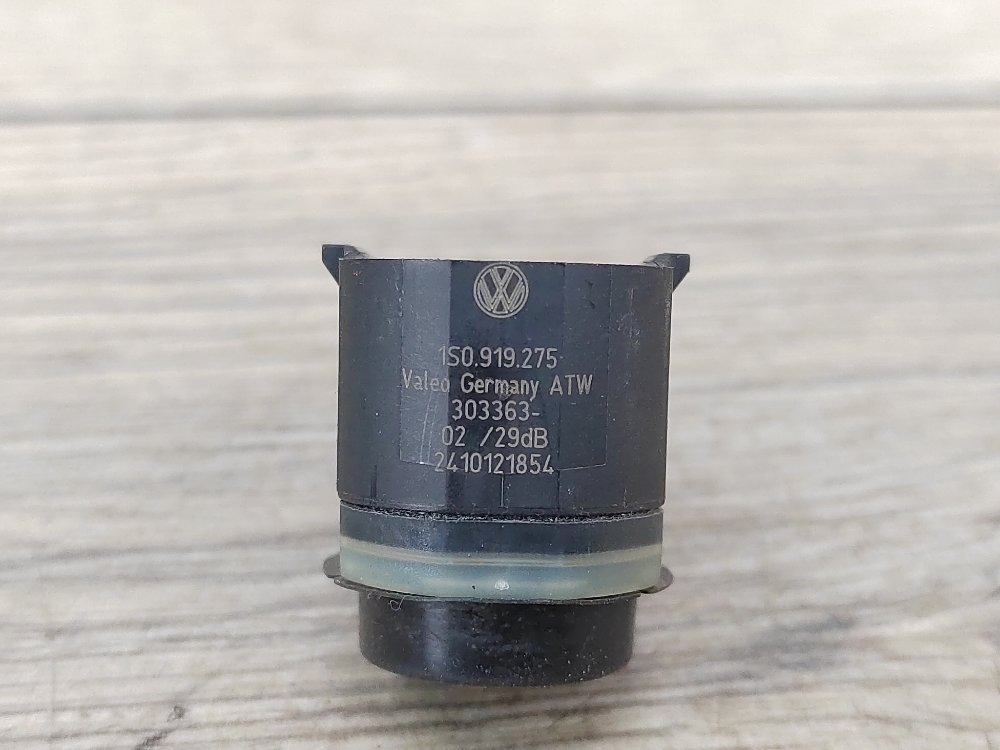 1S0.919.275
Valeo Germany ATW
303363-
02 /29dB
2410121854